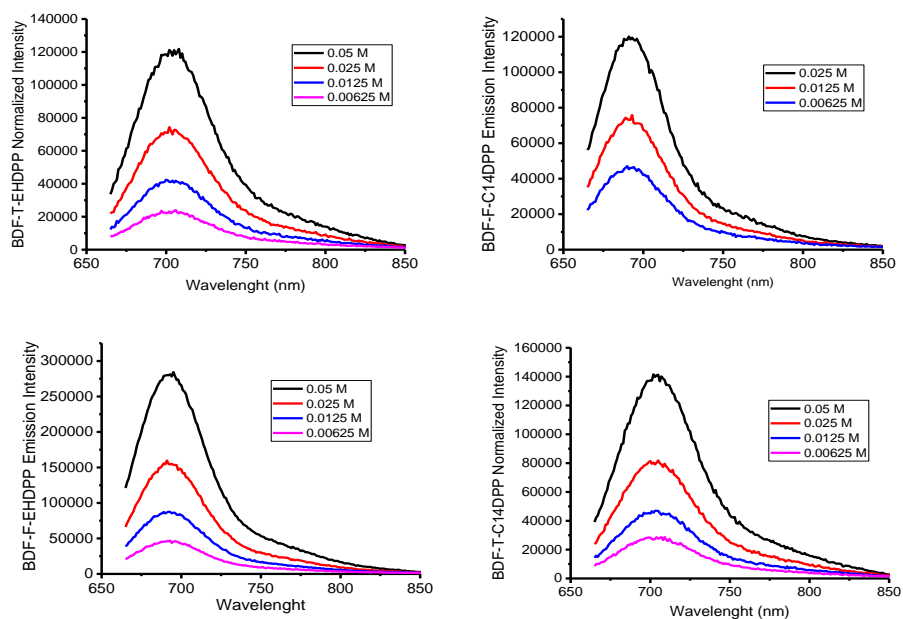 BDF-T-EHDPP Normalized Intensity
140000
120000
100000
80000
60000
40000
20000
0
650
700
750
800
850
Wavelenght (nm)
0.05 M
0.025 M
0.0125 M
0.00625 M
BDF-F-C14DPP Emission Intensity
120000
100000
80000
60000
40000
20000
0
650
700
750
800
850
Wavelenght (nm)
0.025 M
0.0125 M
0.00625 M
BDF-F-EHDPP Emission Intensity
300000
250000
200000
150000
100000
50000
0
650
700
750
800
850
Wavelenght
0.05 M
0.025 M
0.0125 M
0.00625 M
BDF-T-C14DPP Normalized Intensity
160000
140000
120000
100000
80000
60000
40000
20000
0
650
700
750
800
850
Wavelenght (nm)
0.05 M
0.025 M
0.0125 M
0.00625 M